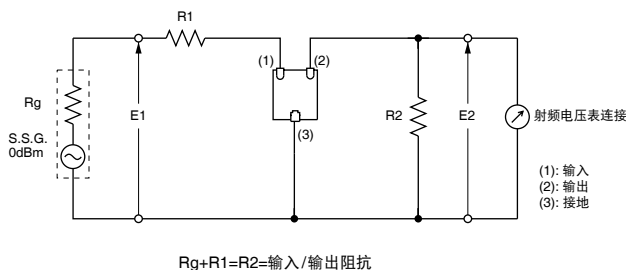 R1
(1)
(2)
Rg
E1
R2
E2
射频电压表连接
S.S.G.
0dBm
(3)
(1): 输入
(2): 输出
(3): 接地
Rg+R1=R2=输入/输出阻抗